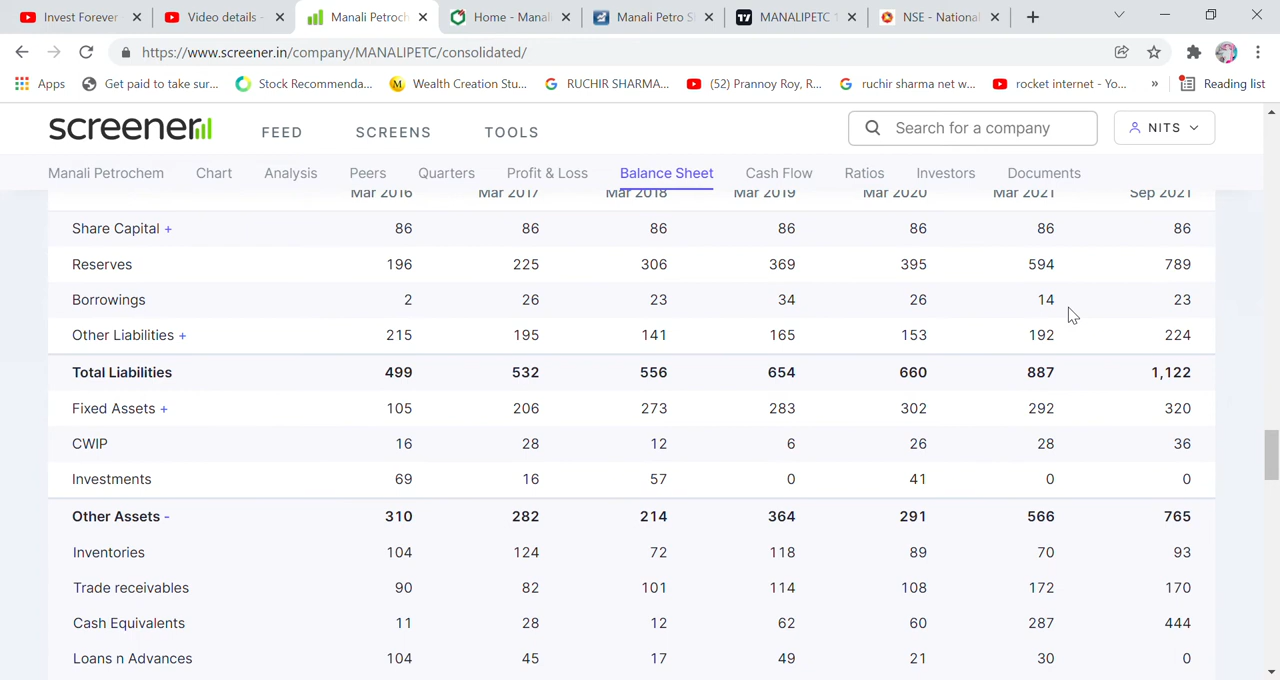 Invest Forever Video details - Manali Petroch Home - Manal Manali Petro S MANALIPETC 1 NSE - National
https://www.screener.in/company/MANALIPETC/consolidated/
Apps Get paid to take sur... Stock Recommenda... Wealth Creation Stu... RUCHIR SHARMA... (52) Prannoy Roy, R... ruchir sharma net w... rocket internet - Yo... » Reading list
screener FEED SCREENS TOOLS Search for a company NITS
Manali Petrochem Chart Analysis Peers Quarters Profit & Loss Balance Sheet Cash Flow Ratios Investors Documents
Mar 2016 Mar 2017 Mar 2018 Mar 2019 Mar 2020 Mar 2021 Sep 2021
Share Capital + 86 86 86 86 86 86 86
Reserves 196 225 306 369 395 594 789
Borrowings 2 26 23 34 26 14 23
Other Liabilities + 215 195 141 165 153 192 224
Total Liabilities 499 532 556 654 660 887 1,122
Fixed Assets + 105 206 273 283 302 292 320
CWIP 16 28 12 6 26 28 36
Investments 69 16 57 0 41 0 0
Other Assets - 310 282 214 364 291 566 765
Inventories 104 124 72 118 89 70 93
Trade receivables 90 82 101 114 108 172 170
Cash Equivalents 11 28 12 62 60 287 444
Loans n Advances 104 45 17 49 21 30 0